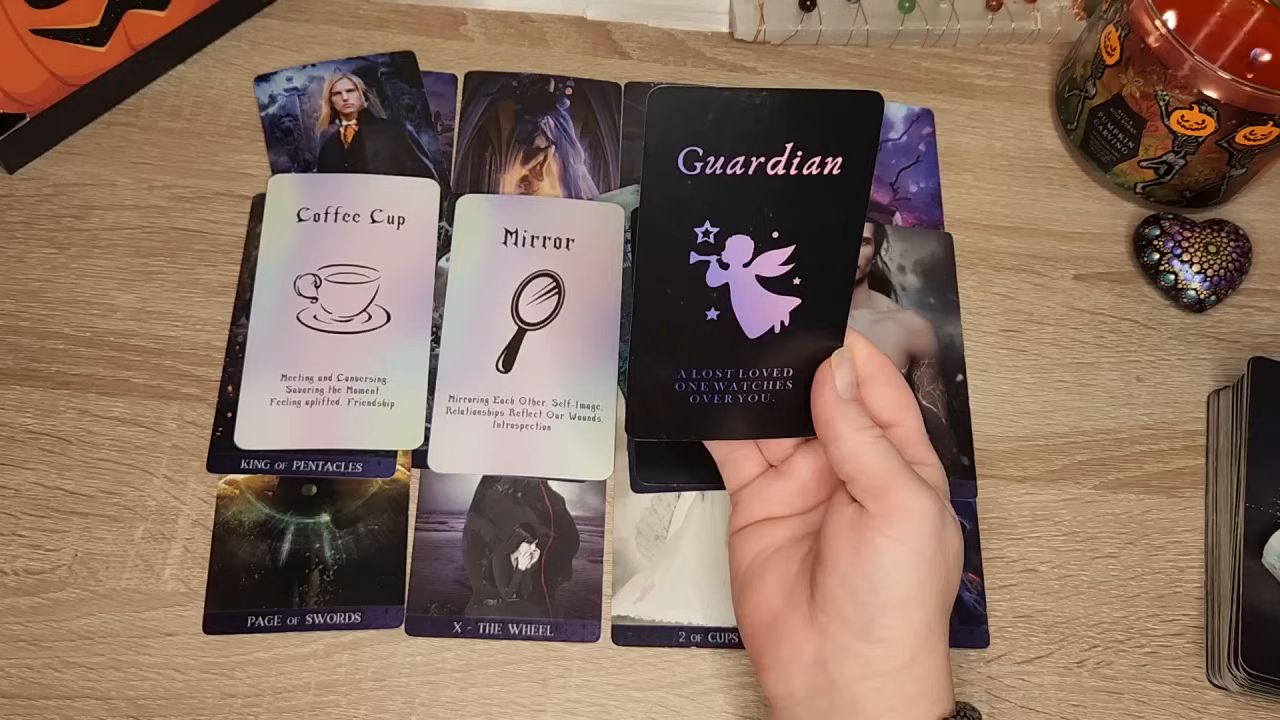 Coffee Cup
Meeting and Conversing.
Savoring the Moment.
Feeling uplifted. Friendship
Mirror
Mirroring Each Other. Self-Image.
Relationships Reflect Our Wounds.
Introspection
Guardian
A LOST LOVED
ONE WATCHES
OVER YOU.
PUMPKIN
CARVING
KING OF PENTACLES
PAGE OF SWORDS
X - THE WHEEL
2 OF CUPS